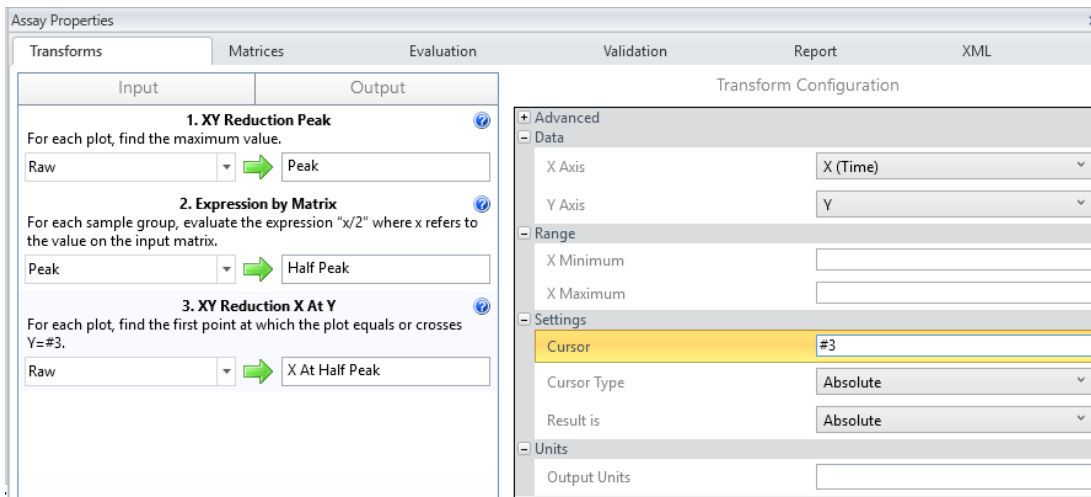 Assay Properties
Transforms Matrices Evaluation Validation Report XML
Input Output
1. XY Reduction Peak
For each plot, find the maximum value.
Raw Peak
2. Expression by Matrix
For each sample group, evaluate the expression "x/2" where x refers to
the value on the input matrix.
Peak Half Peak
3. XY Reduction X At Y
For each plot, find the first point at which the plot equals or crosses
Y=#3.
Raw X At Half Peak
Transform Configuration
Advanced
Data
X Axis X (Time)
Y Axis Y
Range
X Minimum
X Maximum
Settings
Cursor #3
Cursor Type Absolute
Result is Absolute
Units
Output Units